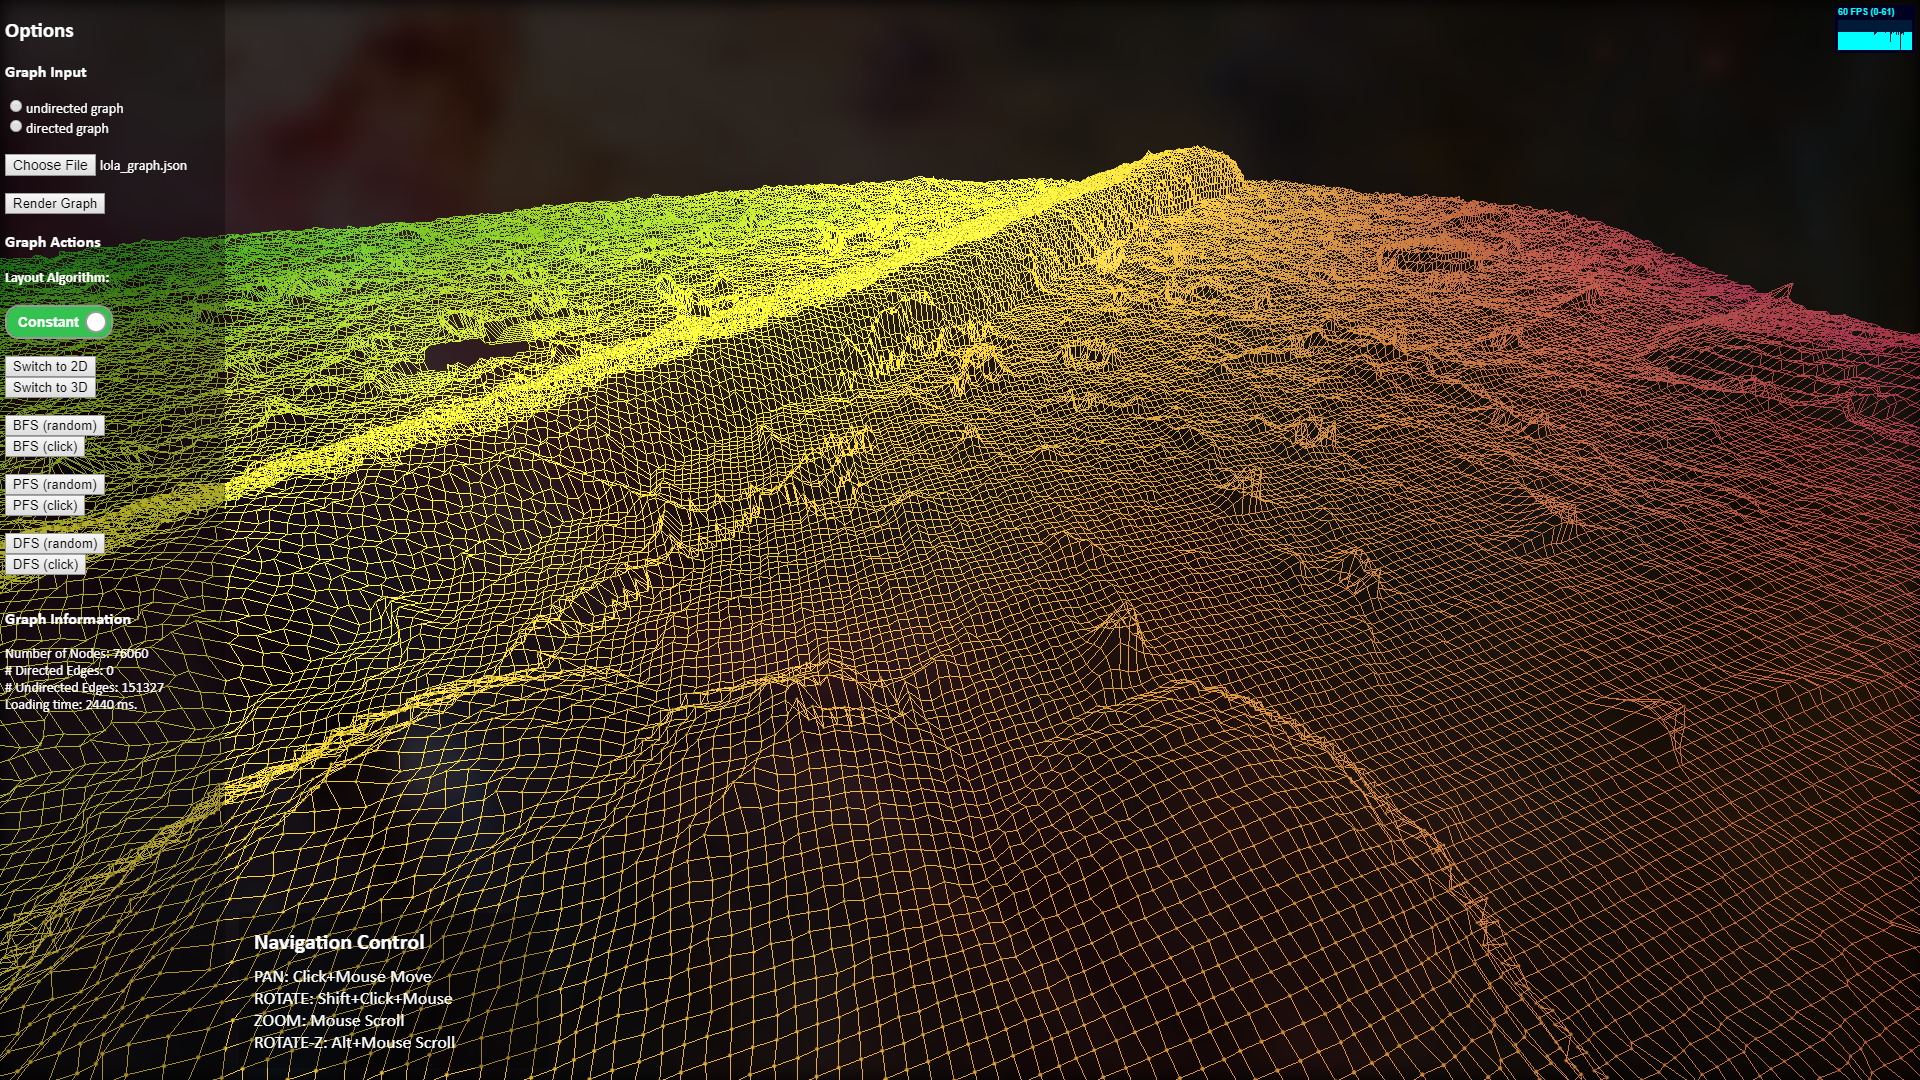 Options
Graph Input
undirected graph
directed graph
Choose File lola_graph.json
Render Graph
Graph Actions
Layout Algorithm:
Constant
Switch to 2D
Switch to 3D
BFS (random)
BFS (click)
PFS (random)
PFS (click)
DFS (random)
DFS (click)
Graph Information
Number of Nodes: 76060
# Directed Edges: 0
# Undirected Edges: 151327
Loading time: 2440 ms.
Navigation Control
PAN: Click+Mouse Move
ROTATE: Shift+Click+Mouse
ZOOM: Mouse Scroll
ROTATE-Z: Alt+Mouse Scroll
60 FPS (0-61)